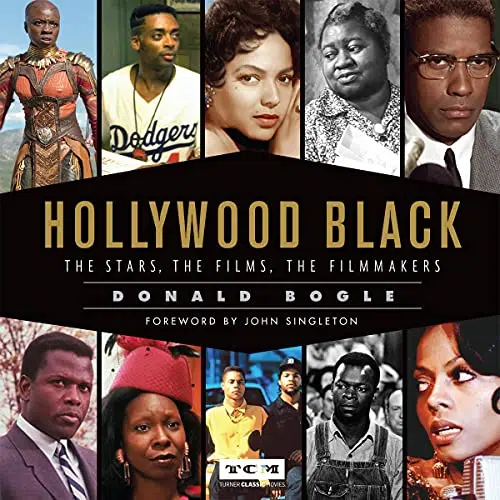 Dodgers
HOLLYWOOD BLACK
THE STARS, THE FILMS, THE FILMMAKERS
DONALD BOGLE
FOREWORD BY JOHN SINGLETON
TCM
TURNER CLASSIC MOVIES